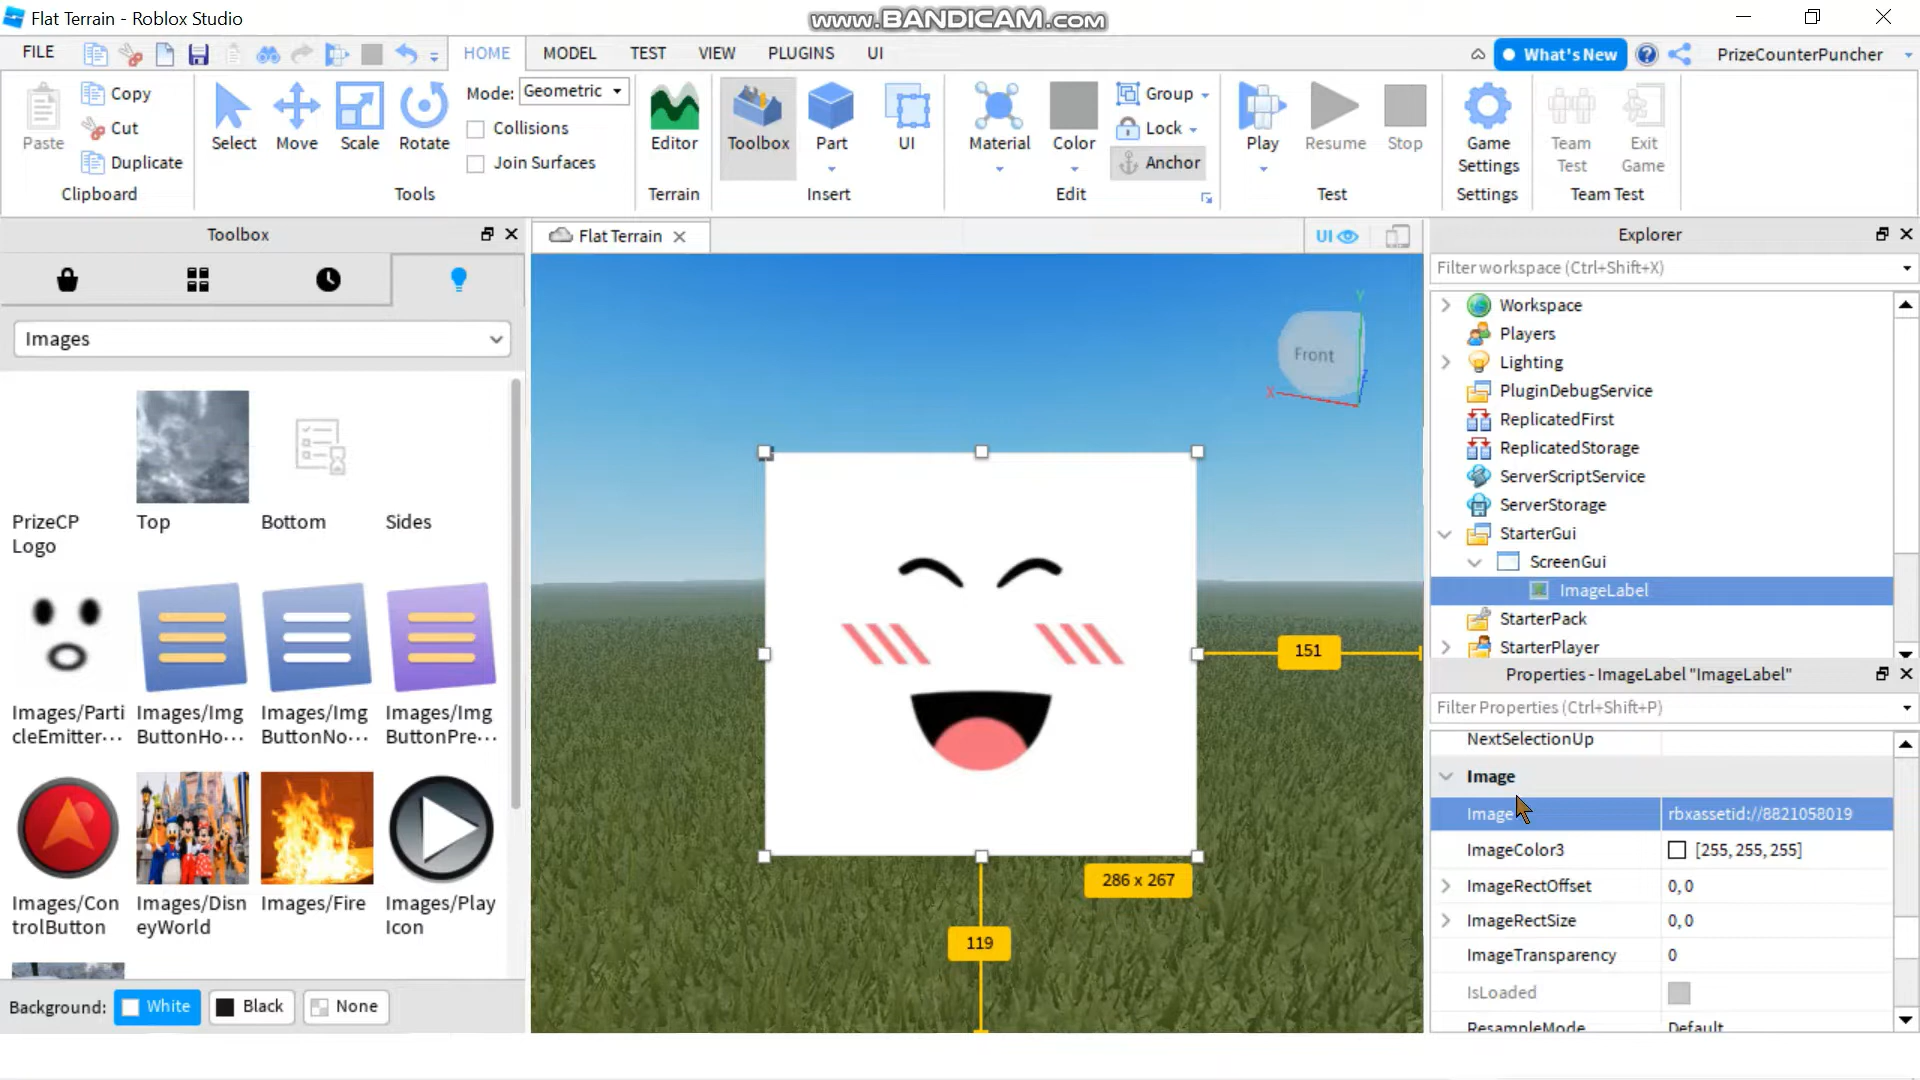 Flat Terrain - Roblox Studio
www.BANDICAM.com
FILE
HOME
MODEL
TEST
VIEW
PLUGINS
UI
What's New
PrizeCounterPuncher
Paste
Copy
Cut
Duplicate
Clipboard
Select
Move
Scale
Rotate
Mode:
Geometric
Collisions
Join Surfaces
Tools
Editor
Terrain
Toolbox
Part
UI
Insert
Material
Color
Group
Lock
Anchor
Edit
Play
Resume
Stop
Test
Game
Settings
Settings
Team
Test
Exit
Game
Team Test
Toolbox
Images
PrizeCP
Logo
Top
Bottom
Sides
Images/Parti
cleEmitter···
Images/Img
ButtonHo···
Images/Img
ButtonNo···
Images/Img
ButtonPre···
Images/Con
trolButton
Images/Disn
eyWorld
Images/Fire
Images/Play
Icon
Background:
White
Black
None
Flat Terrain
UI
Front
Y
X
Z
151
286 x 267
119
Explorer
Filter workspace (Ctrl+Shift+X)
Workspace
Players
Lighting
PluginDebugService
ReplicatedFirst
ReplicatedStorage
ServerScriptService
ServerStorage
StarterGui
ScreenGui
ImageLabel
StarterPack
StarterPlayer
Properties - ImageLabel "ImageLabel"
Filter Properties (Ctrl+Shift+P)
NextSelectionUp
Image
Image
rbxassetid://8821058019
ImageColor3
[255, 255, 255]
ImageRectOffset
0, 0
ImageRectSize
0, 0
ImageTransparency
0
IsLoaded
ResampleMode
Default